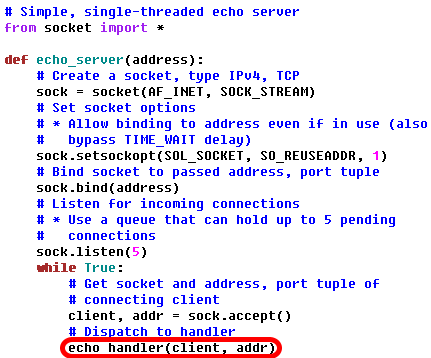 # Simple, single-threaded echo server
from socket import *
def echo_server(address):
# Create a socket, type IPv4, TCP
sock = socket(AF_INET, SOCK_STREAM)
# Set socket options
# * Allow binding to address even if in use (also
#   bypass TIME_WAIT delay)
sock.setsockopt(SOL_SOCKET, SO_REUSEADDR, 1)
# Bind socket to passed address, port tuple
sock.bind(address)
# Listen for incoming connections
# * Use a queue that can hold up to 5 pending
#   connections
sock.listen(5)
while True:
# Get socket and address, port tuple of
# connecting client
client, addr = sock.accept()
# Dispatch to handler
echo_handler(client, addr)